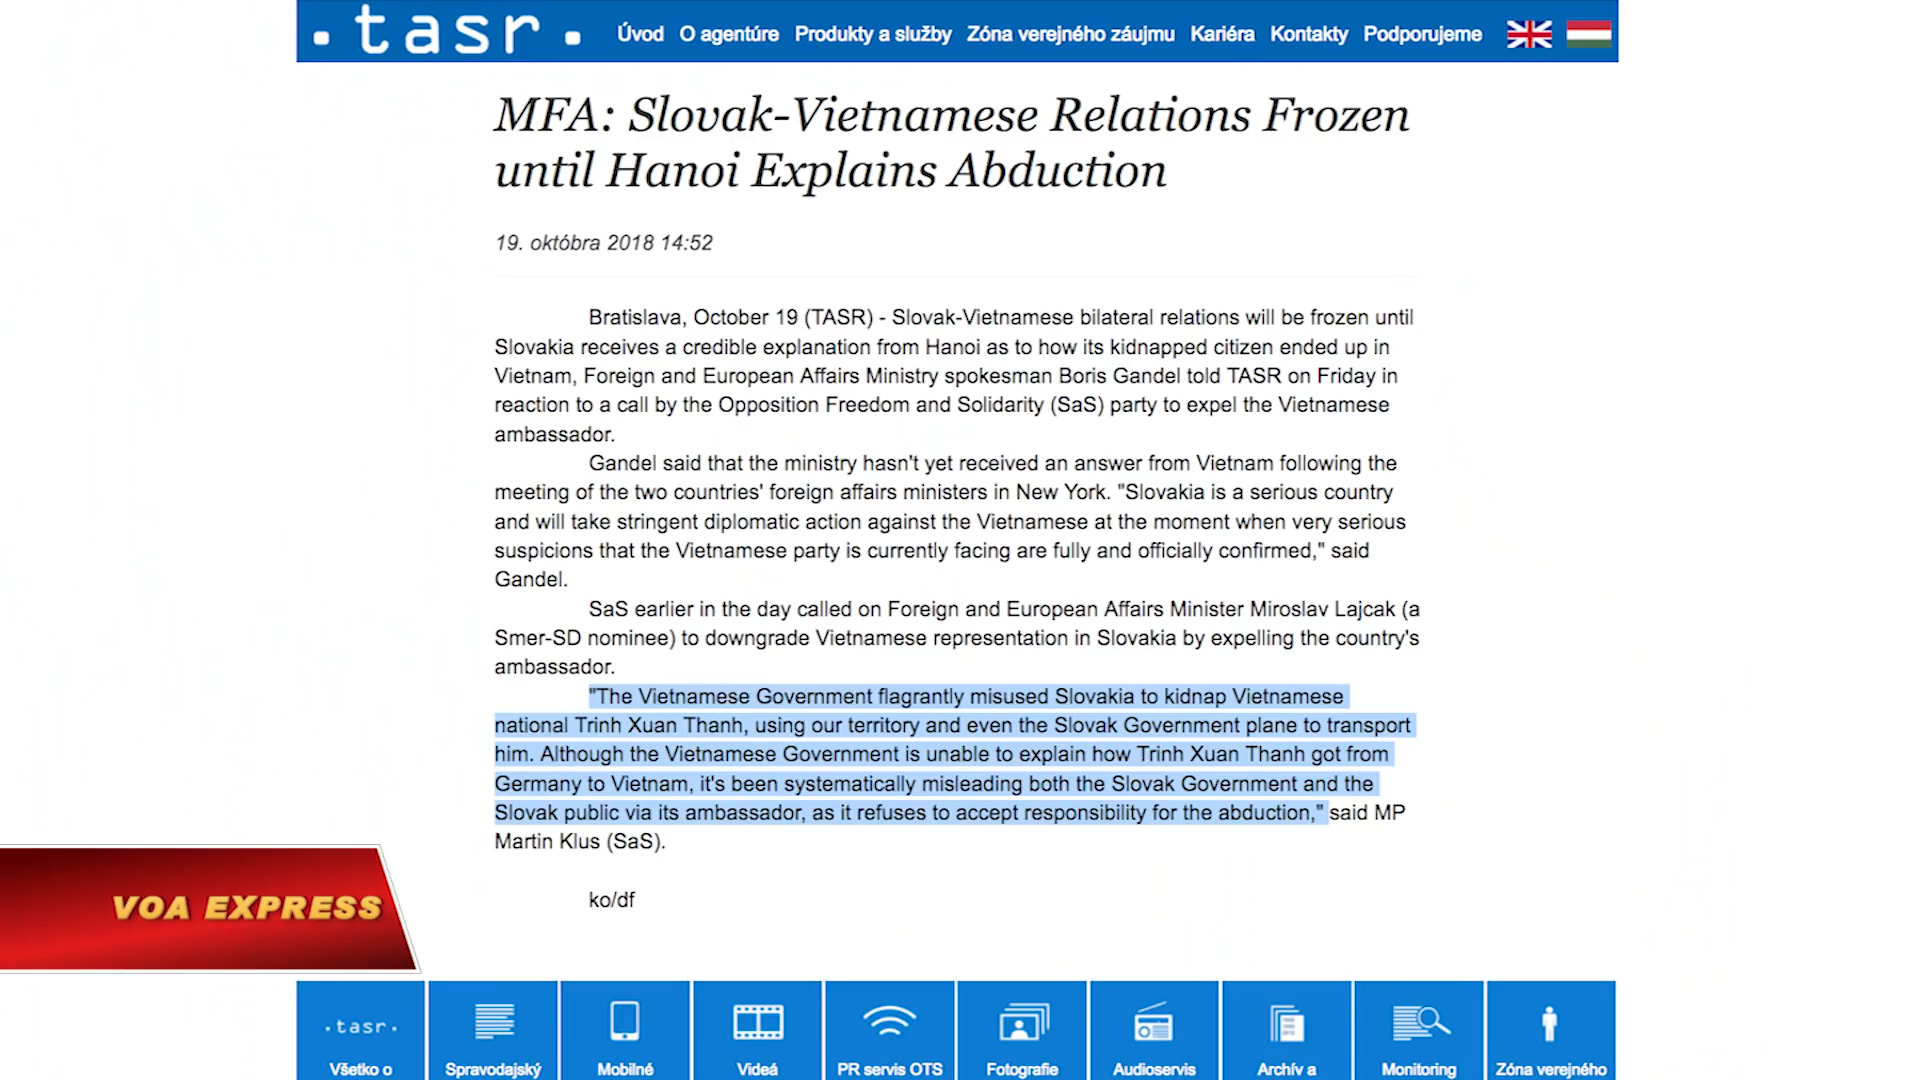 . tasr .
Úvod O agentúre Produkty a služby Zóna verejného záujmu Kariéra Kontakty Podporujeme
MFA: Slovak-Vietnamese Relations Frozen
until Hanoi Explains Abduction
19. októbra 2018 14:52
Bratislava, October 19 (TASR) - Slovak-Vietnamese bilateral relations will be frozen until
Slovakia receives a credible explanation from Hanoi as to how its kidnapped citizen ended up in
Vietnam, Foreign and European Affairs Ministry spokesman Boris Gandel told TASR on Friday in
reaction to a call by the Opposition Freedom and Solidarity (SaS) party to expel the Vietnamese
ambassador.
Gandel said that the ministry hasn't yet received an answer from Vietnam following the
meeting of the two countries' foreign affairs ministers in New York. "Slovakia is a serious country
and will take stringent diplomatic action against the Vietnamese at the moment when very serious
suspicions that the Vietnamese party is currently facing are fully and officially confirmed," said
Gandel.
SaS earlier in the day called on Foreign and European Affairs Minister Miroslav Lajcak (a
Smer-SD nominee) to downgrade Vietnamese representation in Slovakia by expelling the country's
ambassador.
"The Vietnamese Government flagrantly misused Slovakia to kidnap Vietnamese
national Trinh Xuan Thanh, using our territory and even the Slovak Government plane to transport
him. Although the Vietnamese Government is unable to explain how Trinh Xuan Thanh got from
Germany to Vietnam, it's been systematically misleading both the Slovak Government and the
Slovak public via its ambassador, as it refuses to accept responsibility for the abduction," said MP
Martin Klus (SaS).
ko/df
VOA EXPRESS
. tasr .
Všetko o Spravodajský Mobilné Videá PR servis OTS Fotografie Audioservis Archív a Monitoring Zóna verejného